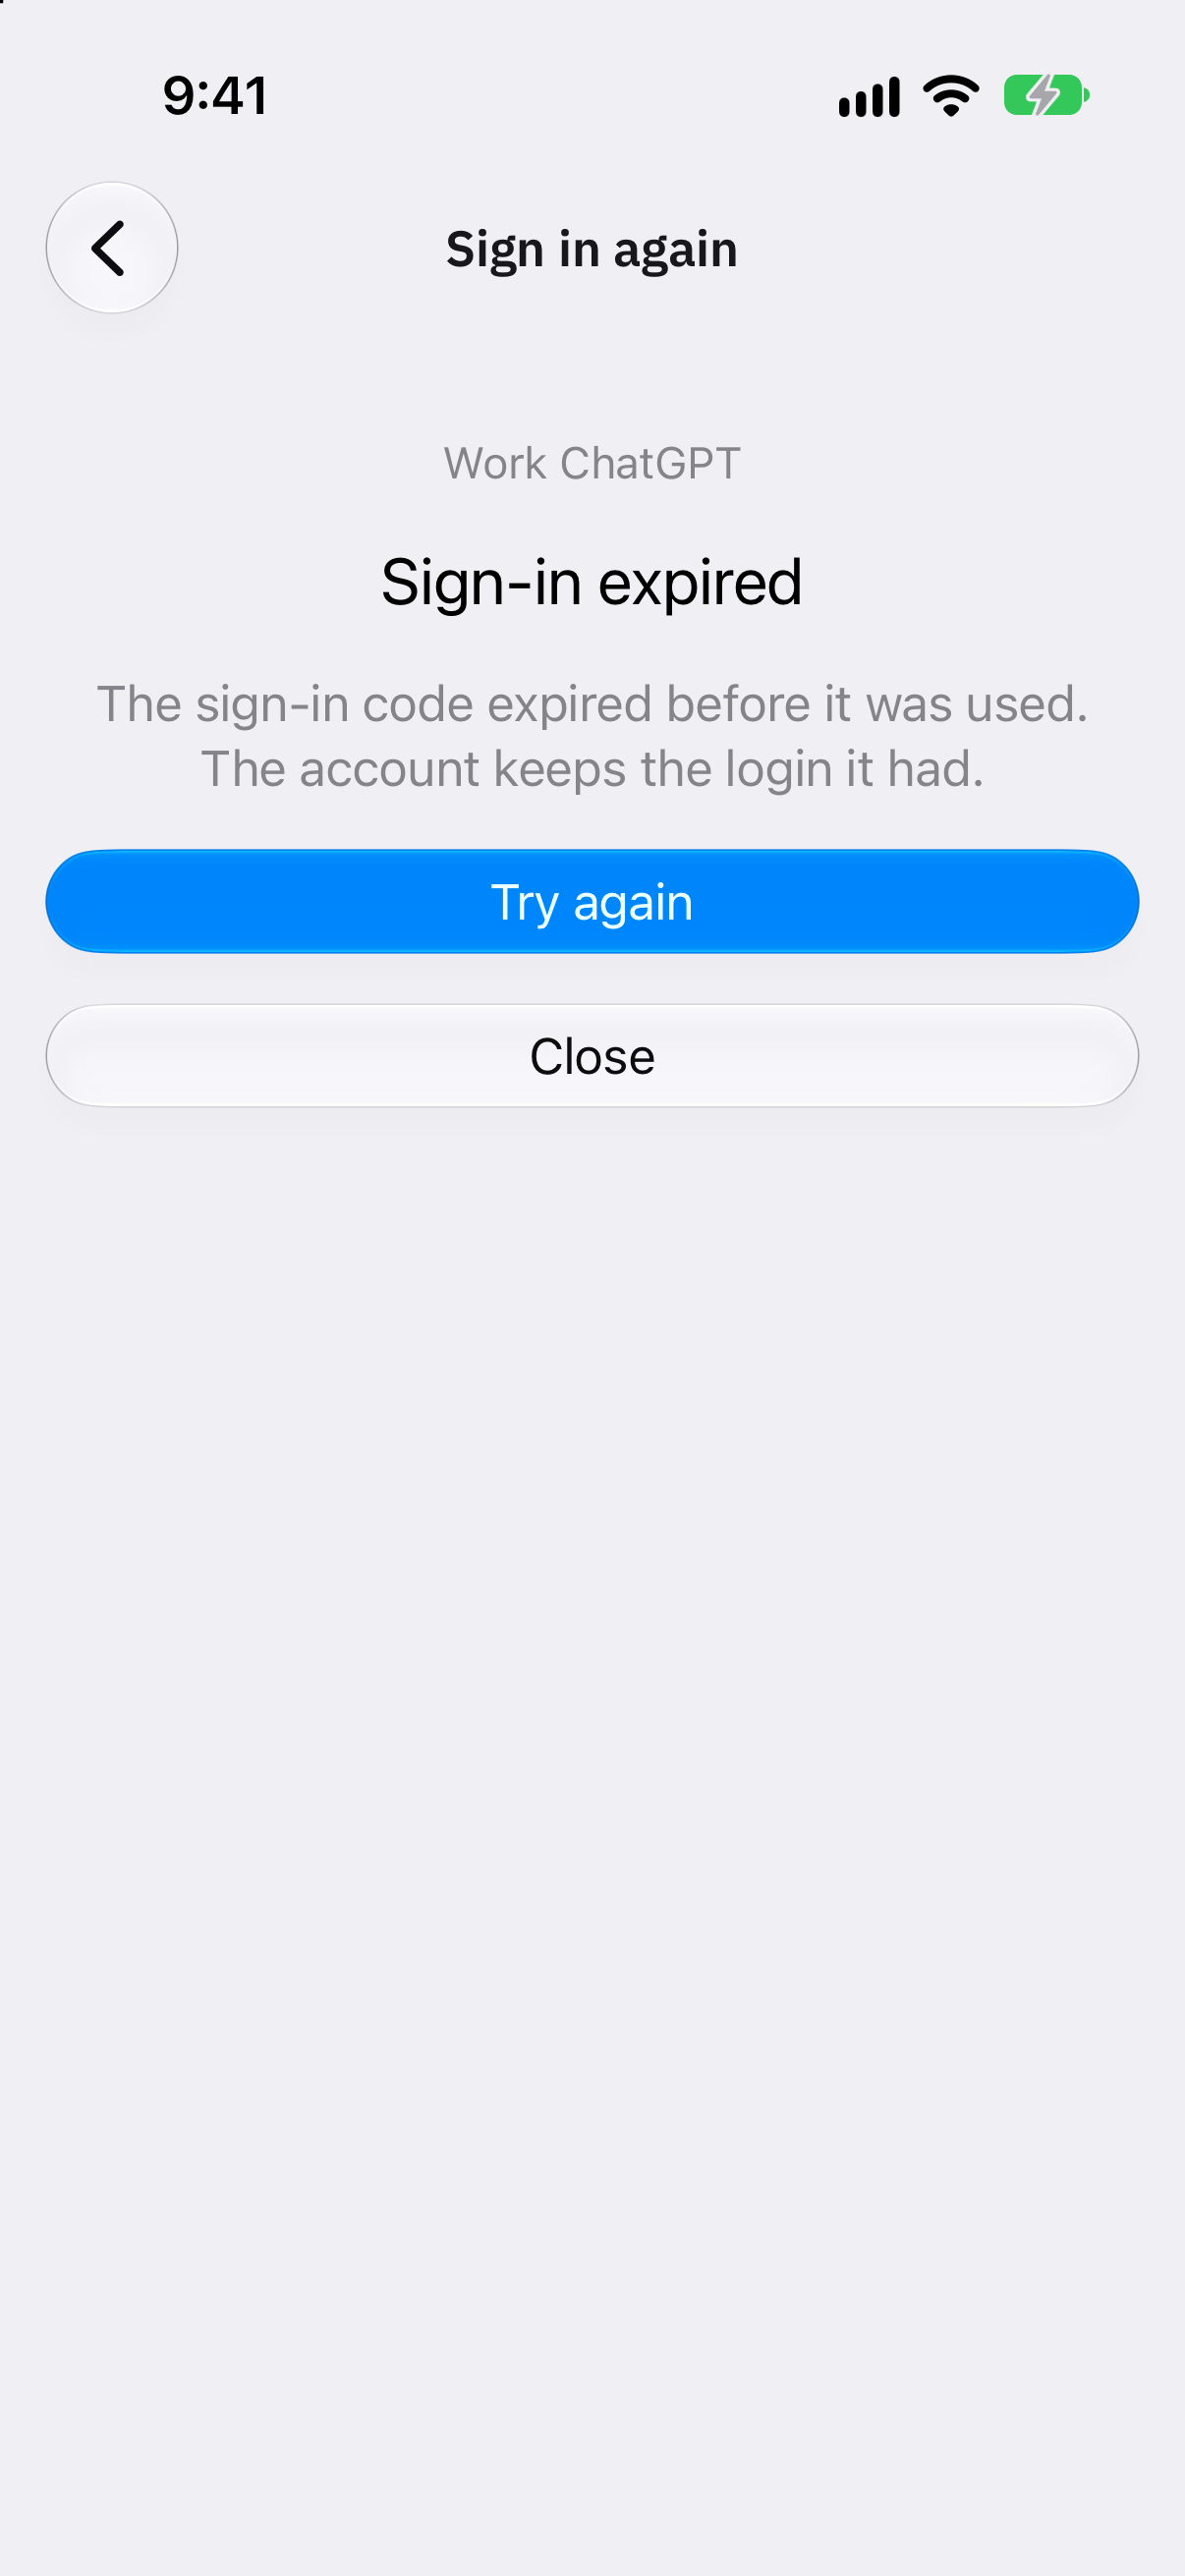 9:41
Sign in again
Work ChatGPT
Sign-in expired
The sign-in code expired before it was used.
The account keeps the login it had.
Try again
Close